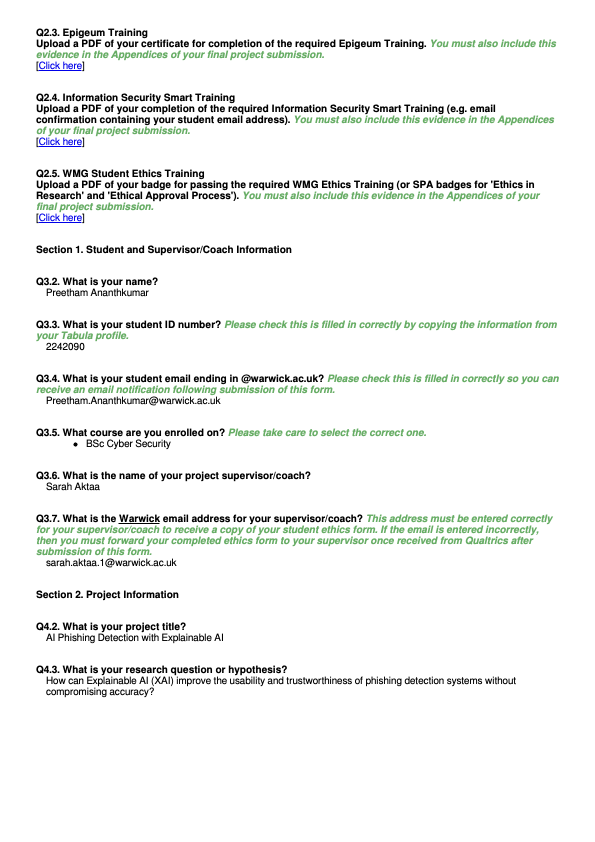 Q2.3. Epigeum Training
Upload a PDF of your certificate for completion of the required Epigeum Training. You must also include this
evidence in the Appendices of your final project submission.
[Click here]
Q2.4. Information Security Smart Training
Upload a PDF of your completion of the required Information Security Smart Training (e.g. email
confirmation containing your student email address). You must also include this evidence in the Appendices
of your final project submission.
[Click here]
Q2.5. WMG Student Ethics Training
Upload a PDF of your badge for passing the required WMG Ethics Training (or SPA badges for 'Ethics in
Research' and 'Ethical Approval Process'). You must also include this evidence in the Appendices of your
final project submission.
[Click here]
Section 1. Student and Supervisor/Coach Information
Q3.2. What is your name?
Preetham Ananthkumar
Q3.3. What is your student ID number? Please check this is filled in correctly by copying the information from
your Tabula profile.
2242090
Q3.4. What is your student email ending in @warwick.ac.uk? Please check this is filled in correctly so you can
receive an email notification following submission of this form.
Preetham.Ananthkumar@warwick.ac.uk
Q3.5. What course are you enrolled on? Please take care to select the correct one.
• BSc Cyber Security
Q3.6. What is the name of your project supervisor/coach?
Sarah Aktaa
Q3.7. What is the Warwick email address for your supervisor/coach? This address must be entered correctly
for your supervisor/coach to receive a copy of your student ethics form. If the email is entered incorrectly,
then you must forward your completed ethics form to your supervisor once received from Qualtrics after
submission of this form.
sarah.aktaa.1@warwick.ac.uk
Section 2. Project Information
Q4.2. What is your project title?
AI Phishing Detection with Explainable AI
Q4.3. What is your research question or hypothesis?
How can Explainable AI (XAI) improve the usability and trustworthiness of phishing detection systems without
compromising accuracy?